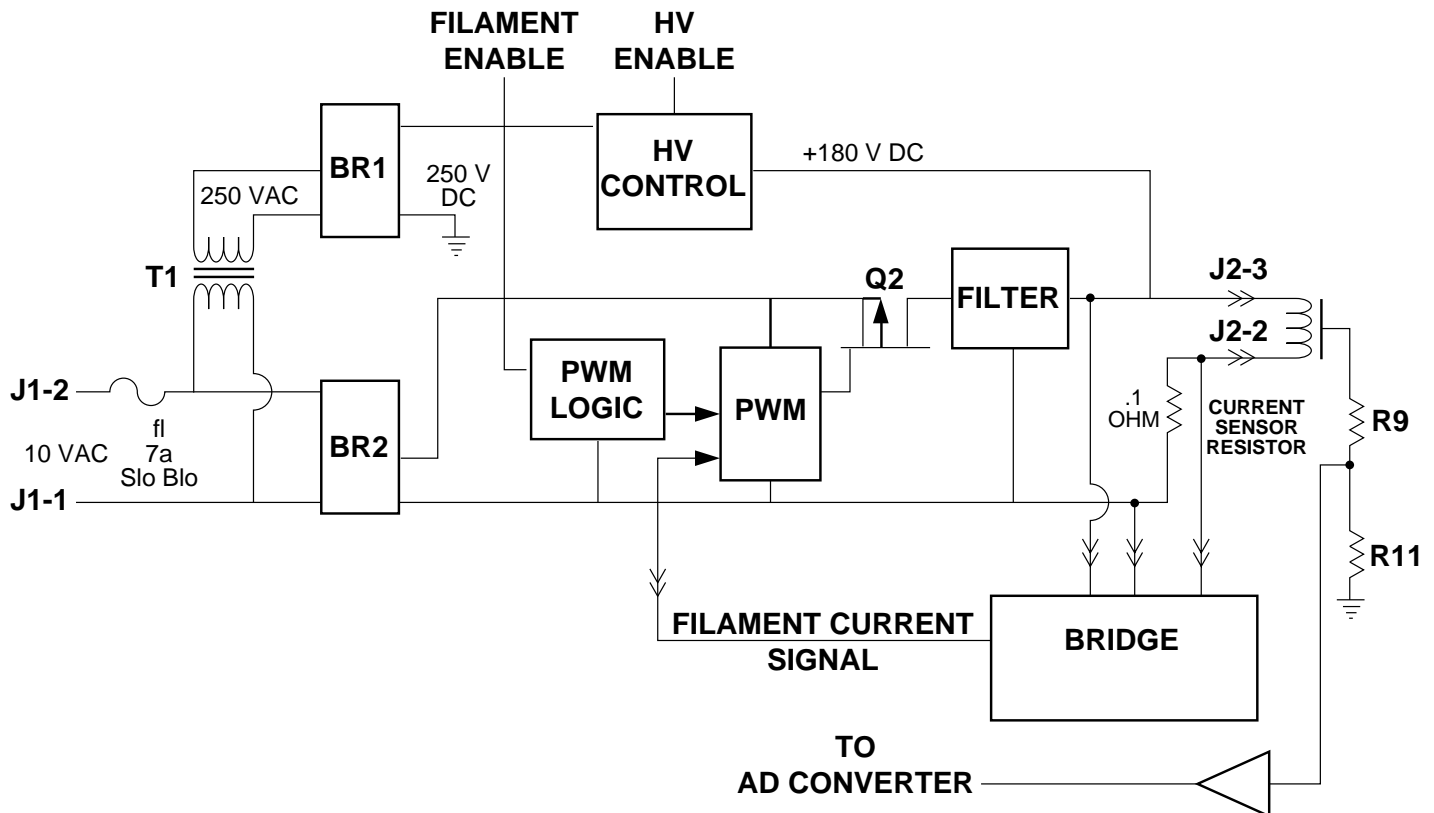 FILAMENT
ENABLE
HV
ENABLE
BR1
250 V
DC
HV
CONTROL
+180 V DC
250 VAC
T1
Q2
FILTER
J2-3
J2-2
J1-2
fl
7a
Slo Blo
10 VAC
J1-1
BR2
PWM
LOGIC
PWM
.1
OHM
CURRENT
SENSOR
RESISTOR
R9
R11
FILAMENT CURRENT
SIGNAL
BRIDGE
TO
AD CONVERTER